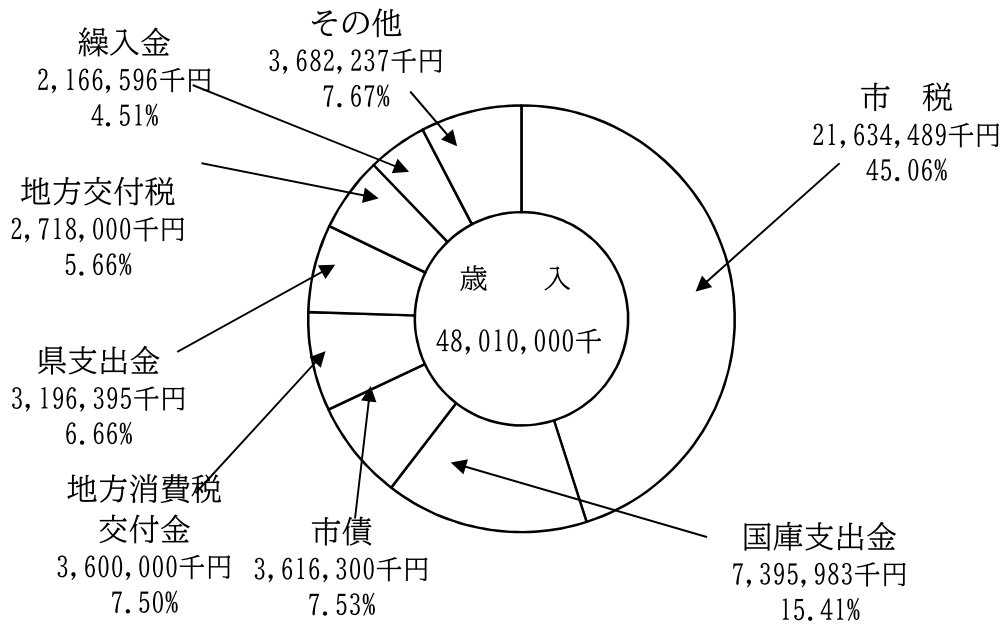 その他
3,682,237千円
7.67%
繰入金
2,166,596千円
4.51%
市　税
21,634,489千円
45.06%
地方交付税
2,718,000千円
5.66%
歳　　入
48,010,000千
県支出金
3,196,395千円
6.66%
地方消費税
交付金
3,600,000千円
7.50%
市債
3,616,300千円
7.53%
国庫支出金
7,395,983千円
15.41%